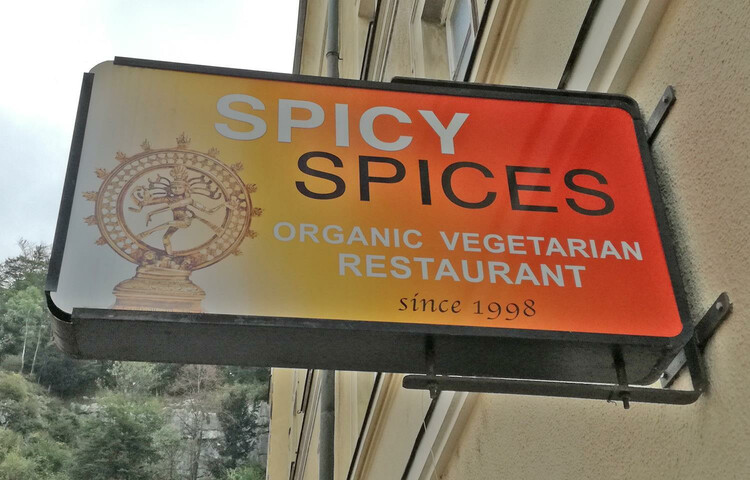 SPICY
SPICES
ORGANIC VEGETARIAN
RESTAURANT
since 1998